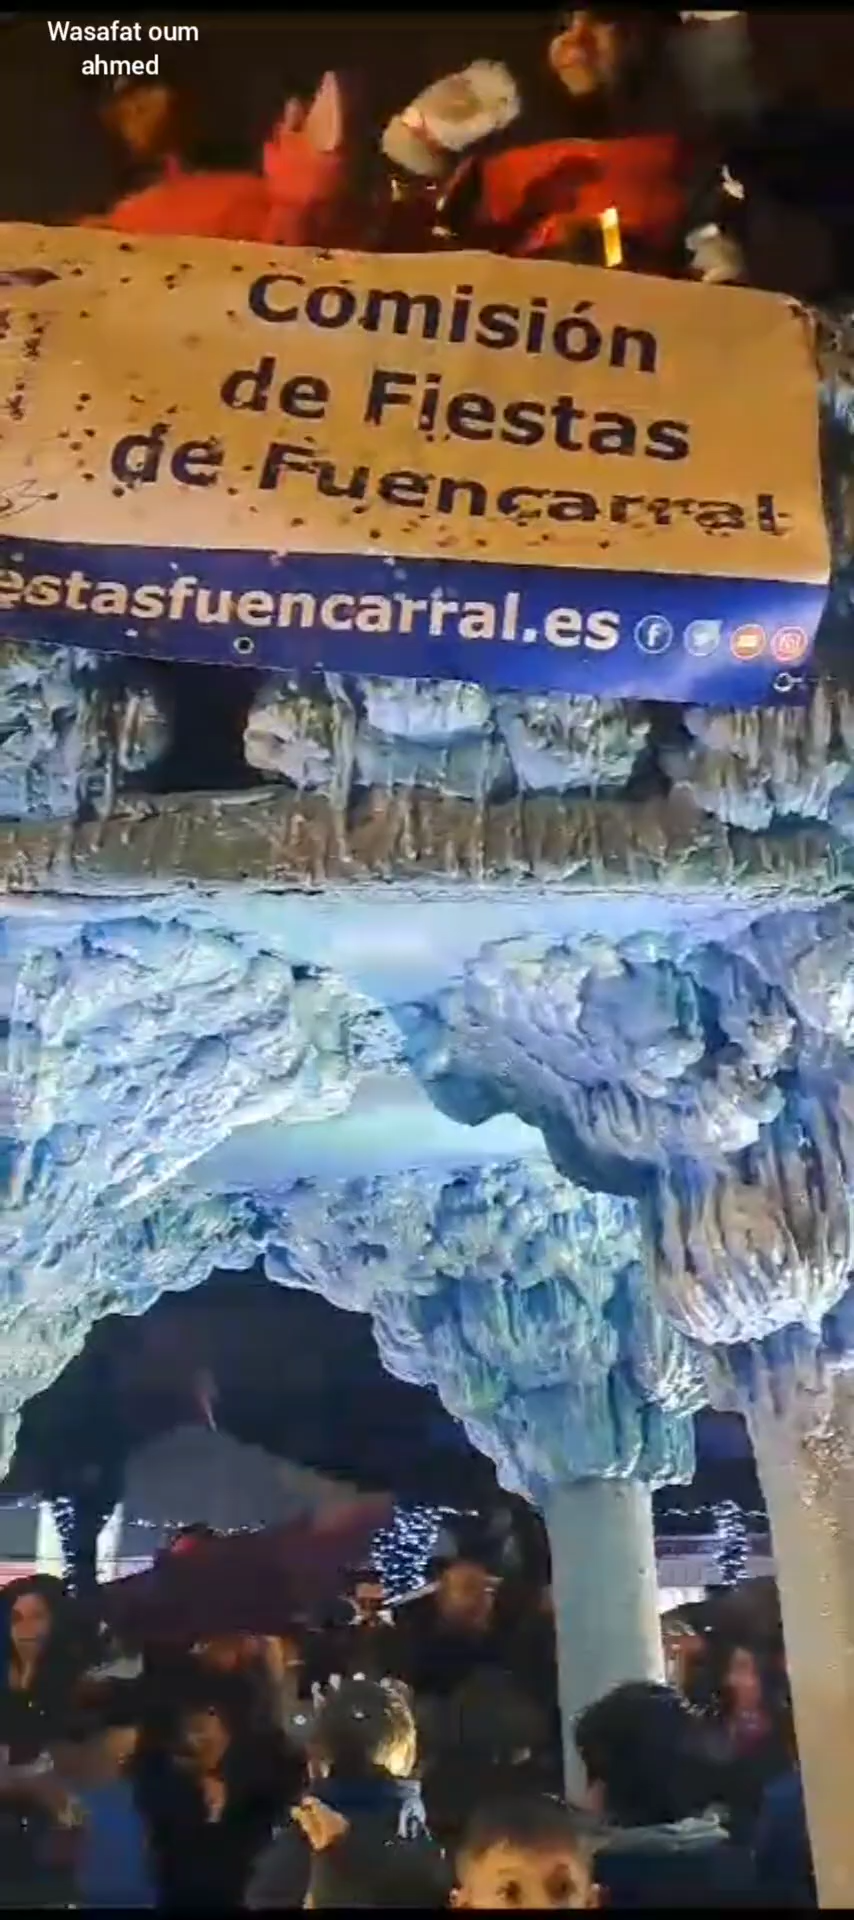 Wasafat oum
ahmed
Comisión
de Fiestas
de Fuencarral
estasfuencarral.es